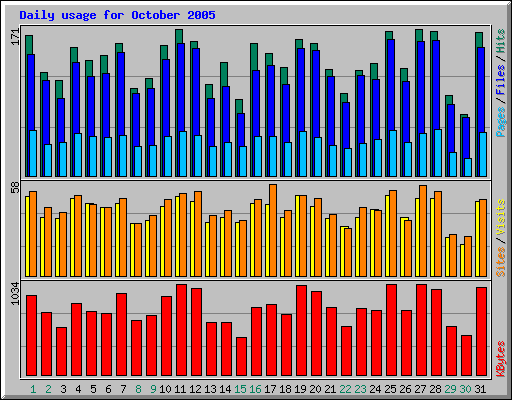 Daily usage for October 2005
171
Pages / Files / Hits
58
Sites / Visits
1034
KBytes
1 2 3 4 5 6 7 8 9 10 11 12 13 14 15 16 17 18 19 20 21 22 23 24 25 26 27 28 29 30 31